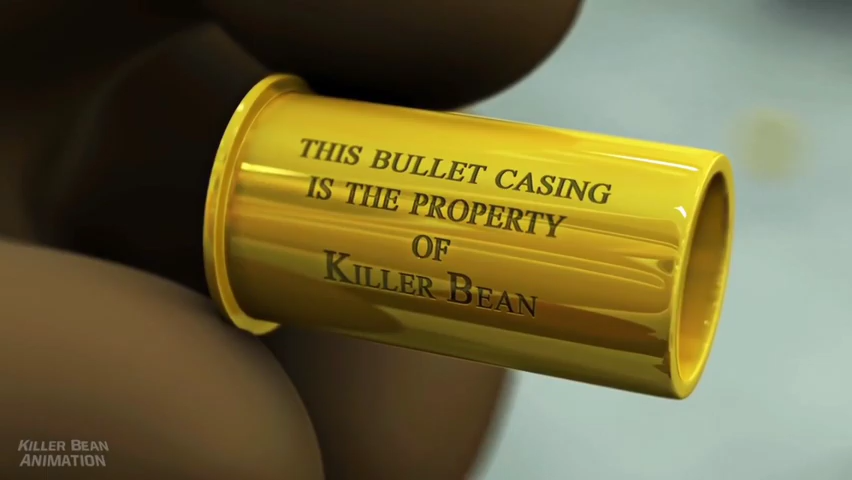 THIS BULLET CASING
IS THE PROPERTY
OF
KILLER BEAN
KILLER BEAN
ANIMATION